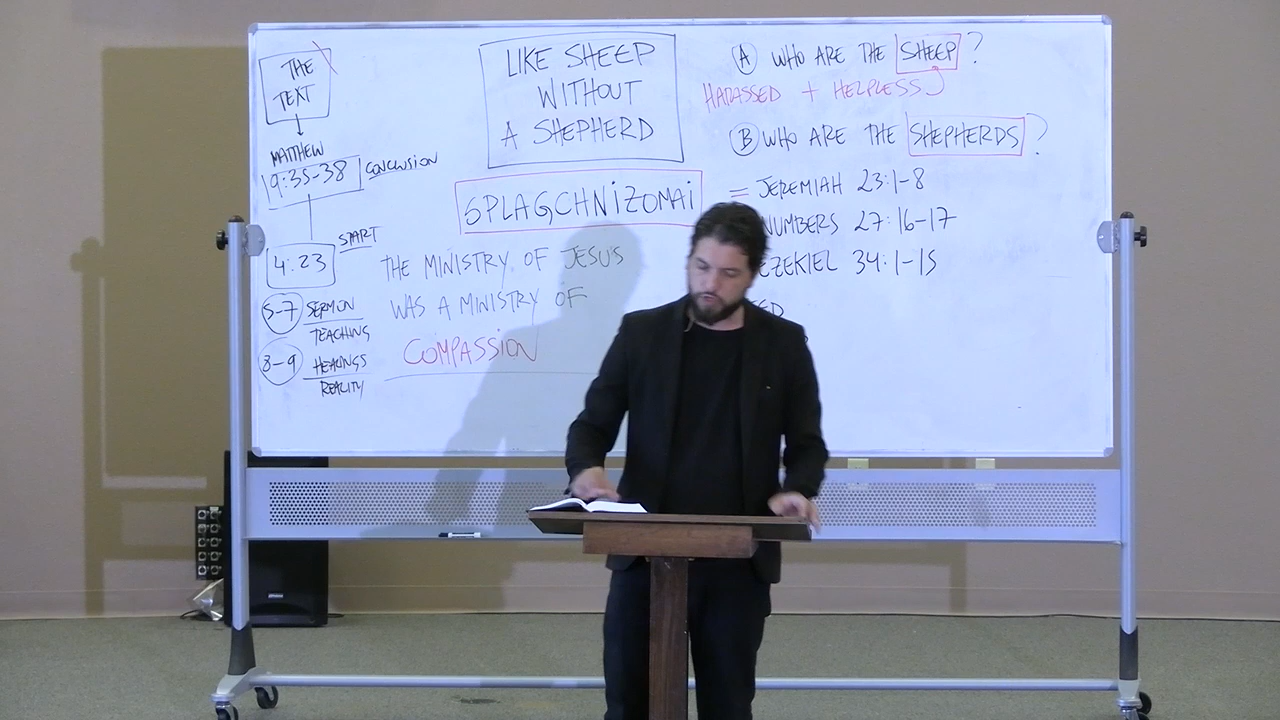 THE
TEXT
MATTHEW
9:35-38 CONCLUSION
4:23 START
5-7 SERMON
TEACHING
8-9 HEALINGS
REALITY
LIKE SHEEP
WITHOUT
A SHEPHERD
SPLAGCHNIZOMAI
THE MINISTRY OF JESUS
WAS A MINISTRY OF
COMPASSION
A WHO ARE THE SHEEP?
HARASSED + HELPLESS
B WHO ARE THE SHEPHERDS?
= JEREMIAH 23:1-8
NUMBERS 27:16-17
EZEKIEL 34:1-15